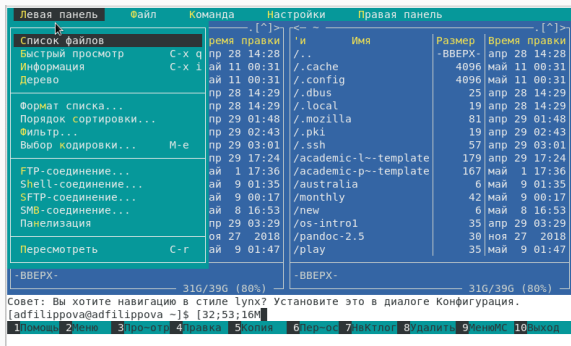 Левая панель Файл Команда Настройки Правая панель
.[^]> <- ~ .[^]>
Список файлов ремя правки 'и Имя Размер Время правки
Быстрый просмотр C-x q пр 28 14:28 /.. -ВВЕРХ- апр 28 14:28
Информация C-x i ай 11 00:31 /.cache 4096 май 11 00:31
Дерево ай 11 00:31 /.config 4096 май 11 00:31
пр 28 14:29 /.dbus 25 апр 28 14:29
Формат списка... пр 28 14:29 /.local 19 апр 28 14:29
Порядок сортировки... пр 29 01:48 /.mozilla 81 апр 29 01:48
Фильтр... пр 29 02:43 /.pki 19 апр 29 02:43
Выбор кодировки... M-e пр 29 03:01 /.ssh 57 апр 29 03:01
пр 29 17:24 /academic-l~-template 179 апр 29 17:24
FTP-соединение... ай 1 17:36 /academic-p~-template 167 май 1 17:36
Shell-соединение... ай 9 01:35 /australia 6 май 9 01:35
SFTP-соединение... ай 9 00:17 /monthly 42 май 9 00:17
SMB-соединение... ай 8 16:53 /new 6 май 8 16:53
Панелизация пр 29 03:29 /os-intro1 35 апр 29 03:29
оя 27 2018 /pandoc-2.5 30 ноя 27 2018
Пересмотреть C-r ай 9 01:47 /play 35 май 9 01:47
-ВВЕРХ- -ВВЕРХ-
31G/39G (80%) 31G/39G (80%)
Совет: Вы хотите навигацию в стиле lynx? Установите это в диалоге Конфигурация.
[adfilippova@adfilippova ~]$ [32;53;16M
1Помощь 2Меню 3Про~отр 4Правка 5Копия 6Пер~ос 7НвКтлог 8Удалить 9МенюMC 10Выход